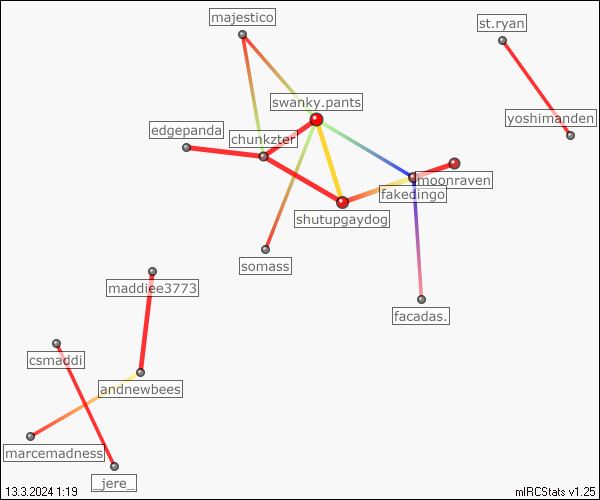 majestico
st.ryan
swanky.pants
yoshimanden
edgepanda
chunkzter
moonraven
fakedingo
shutupgaydog
somass
maddiee3773
facadas.
csmaddi
andnewbees
marcemadness
_jere_
13.3.2024 1:19
mIRCStats v1.25